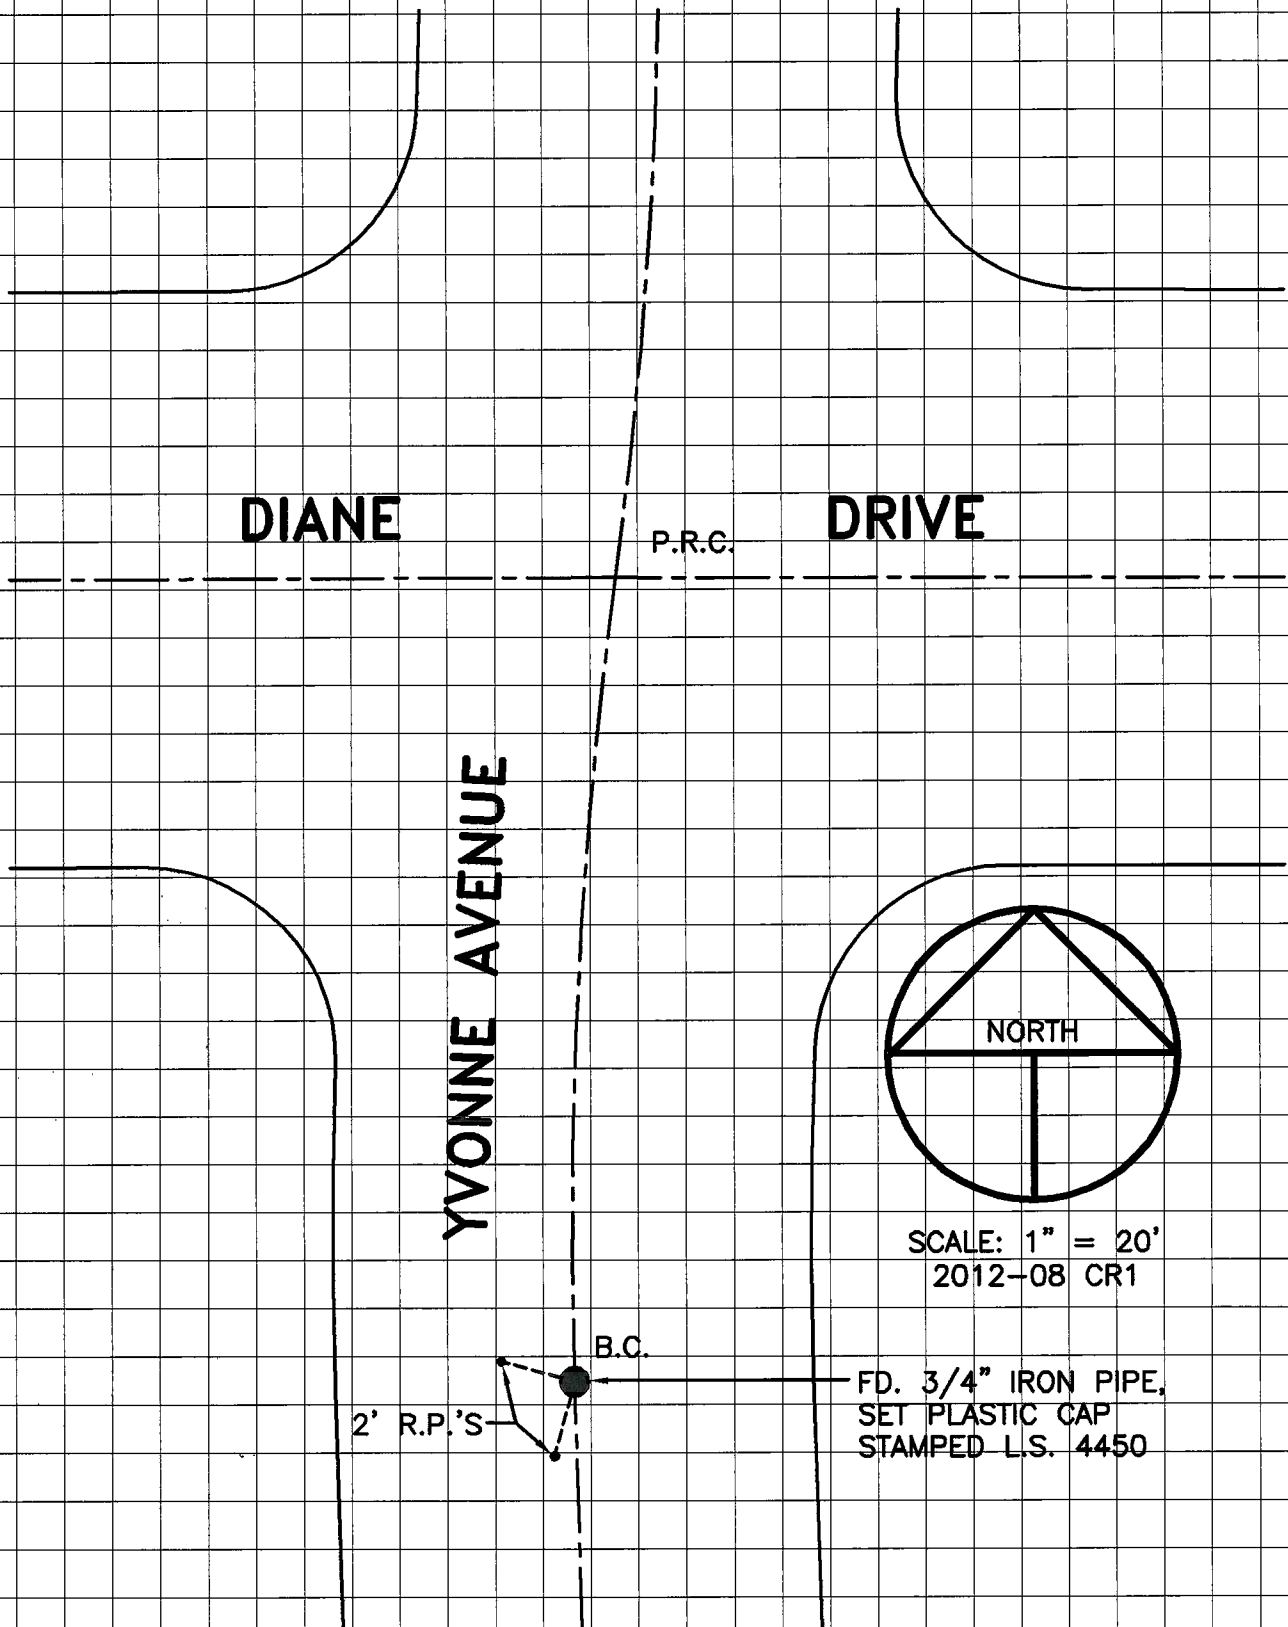 DIANE DRIVE
P.R.C.
YVONNE AVENUE
NORTH
SCALE: 1" = 20'
2012-08 CR1
B.C.
2' R.P.'S
FD. 3/4" IRON PIPE,
SET PLASTIC CAP
STAMPED L.S. 4450